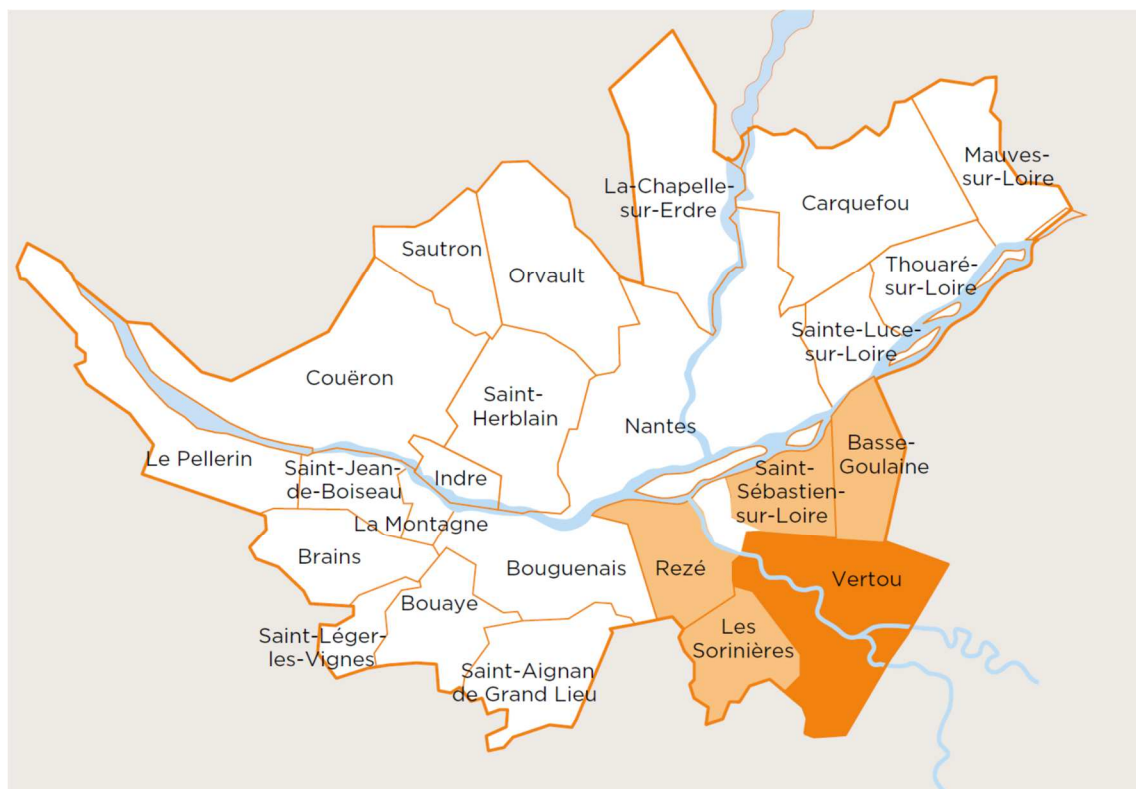 Mauves-
sur-Loire
La-Chapelle-
sur-Erdre
Carquefou
Sautron
Orvault
Thouaré-
sur-Loire
Sainte-Luce-
sur-Loire
Couëron
Saint-
Herblain
Nantes
Basse-
Goulaine
Le Pellerin
Saint-Jean-
de-Boiseau
Indre
Saint-
Sébastien-
sur-Loire
La Montagne
Brains
Bouguenais
Rezé
Vertou
Bouaye
Saint-Léger-
les-Vignes
Les
Sorinières
Saint-Aignan
de Grand Lieu